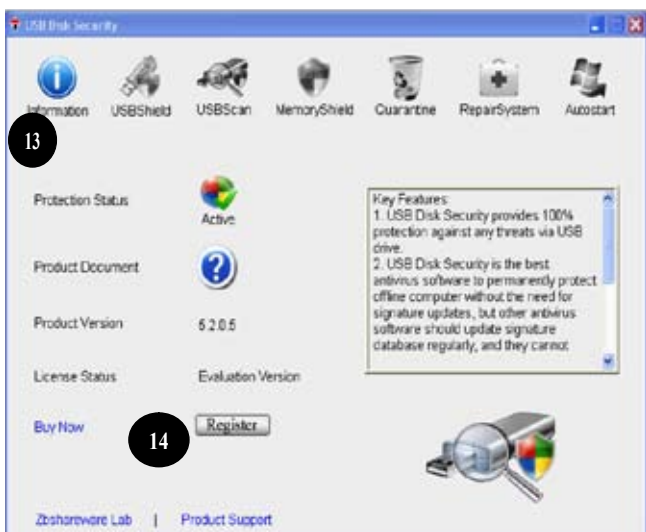 USB Disk Security
Information USBShield USBScan MemoryShield Quarantine RepairSystem Autostart
13
Protection Status
Active
Product Document
Product Version 5.2.0.5
License Status Evaluation Version
Buy Now 14 Register
Key Features:
1. USB Disk Security provides 100%
protection against any threats via USB
drive.
2. USB Disk Security is the best
antivirus software to permanently protect
offline computer without the need for
signature updates, but other antivirus
software should update signature
database regularly, and they cannot
Zbshareware Lab | Product Support